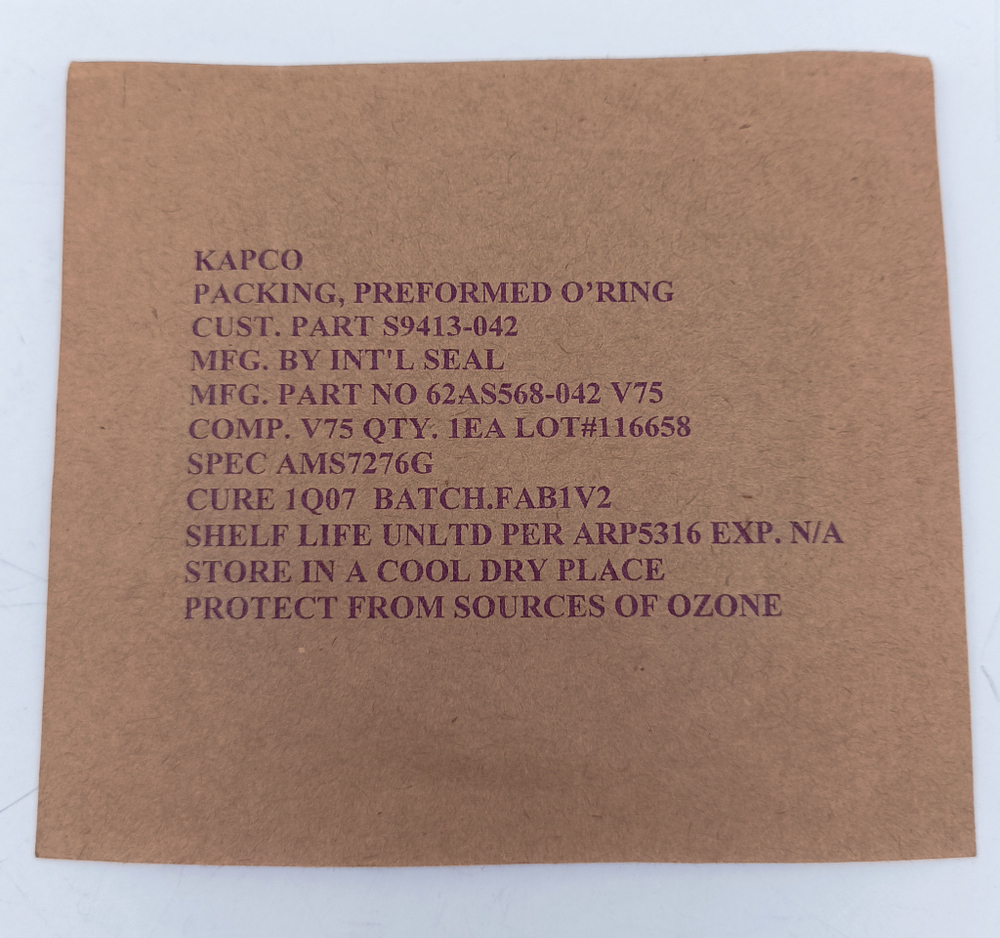 KAPCO
PACKING, PREFORMED O’RING
CUST. PART S9413-042
MFG. BY INT'L SEAL
MFG. PART NO 62AS568-042 V75
COMP. V75 QTY. 1EA LOT#116658
SPEC AMS7276G
CURE 1Q07  BATCH.FAB1V2
SHELF LIFE UNLTD PER ARP5316 EXP. N/A
STORE IN A COOL DRY PLACE
PROTECT FROM SOURCES OF OZONE